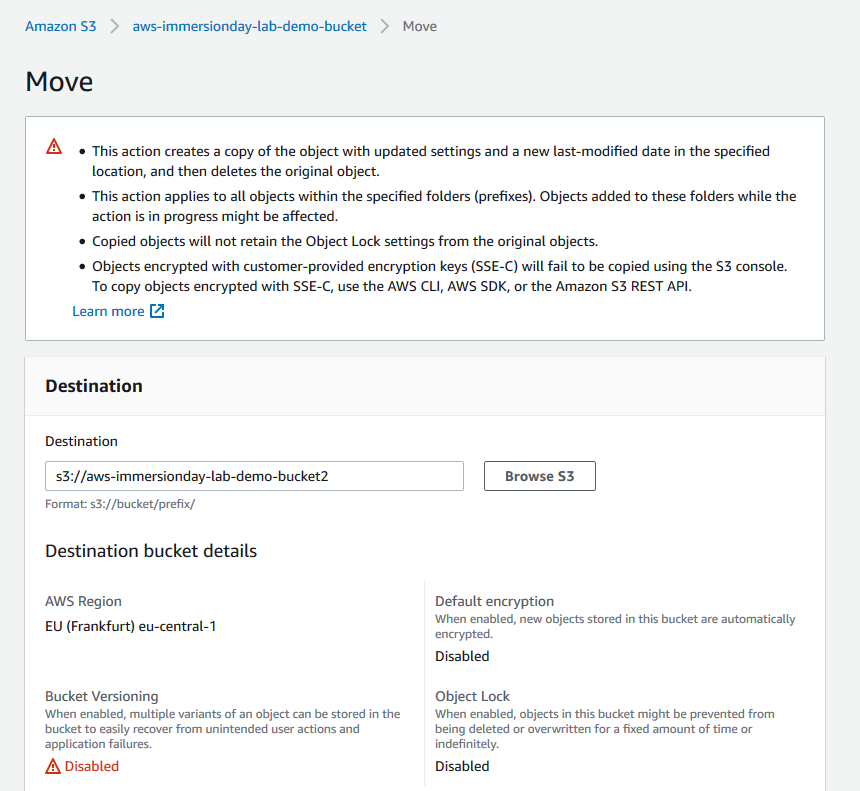 Amazon S3 > aws-immersionday-lab-demo-bucket > Move
Move
• This action creates a copy of the object with updated settings and a new last-modified date in the specified
location, and then deletes the original object.
• This action applies to all objects within the specified folders (prefixes). Objects added to these folders while the
action is in progress might be affected.
• Copied objects will not retain the Object Lock settings from the original objects.
• Objects encrypted with customer-provided encryption keys (SSE-C) will fail to be copied using the S3 console.
To copy objects encrypted with SSE-C, use the AWS CLI, AWS SDK, or the Amazon S3 REST API.
Learn more
Destination
Destination
s3://aws-immersionday-lab-demo-bucket2
Browse S3
Format: s3://bucket/prefix/
Destination bucket details
AWS Region
EU (Frankfurt) eu-central-1
Default encryption
When enabled, new objects stored in this bucket are automatically
encrypted.
Disabled
Bucket Versioning
When enabled, multiple variants of an object can be stored in the
bucket to easily recover from unintended user actions and
application failures.
Disabled
Object Lock
When enabled, objects in this bucket might be prevented from
being deleted or overwritten for a fixed amount of time or
indefinitely.
Disabled